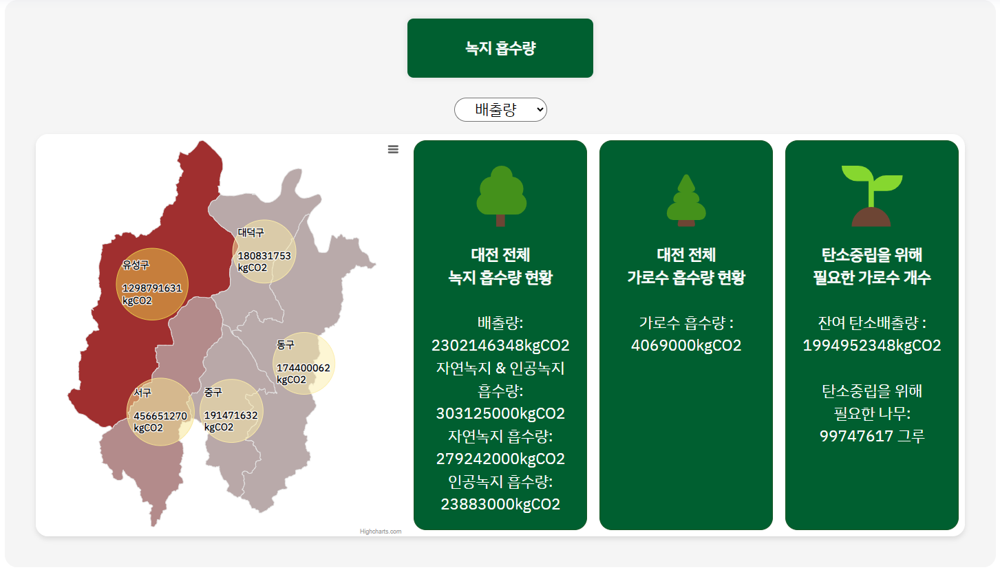 녹지 흡수량
배출량
대덕구
180831753
kgCO2
유성구
1298791631
kgCO2
동구
174400062
kgCO2
서구
456651270
kgCO2
중구
191471632
kgCO2
Highcharts.com
대전 전체
녹지 흡수량 현황
배출량:
2302146348kgCO2
자연녹지 & 인공녹지
흡수량:
303125000kgCO2
자연녹지 흡수량:
279242000kgCO2
인공녹지 흡수량:
23883000kgCO2
대전 전체
가로수 흡수량 현황
가로수 흡수량 :
4069000kgCO2
탄소중립을 위해
필요한 가로수 개수
잔여 탄소배출량 :
1994952348kgCO2
탄소중립을 위해
필요한 나무:
99747617 그루